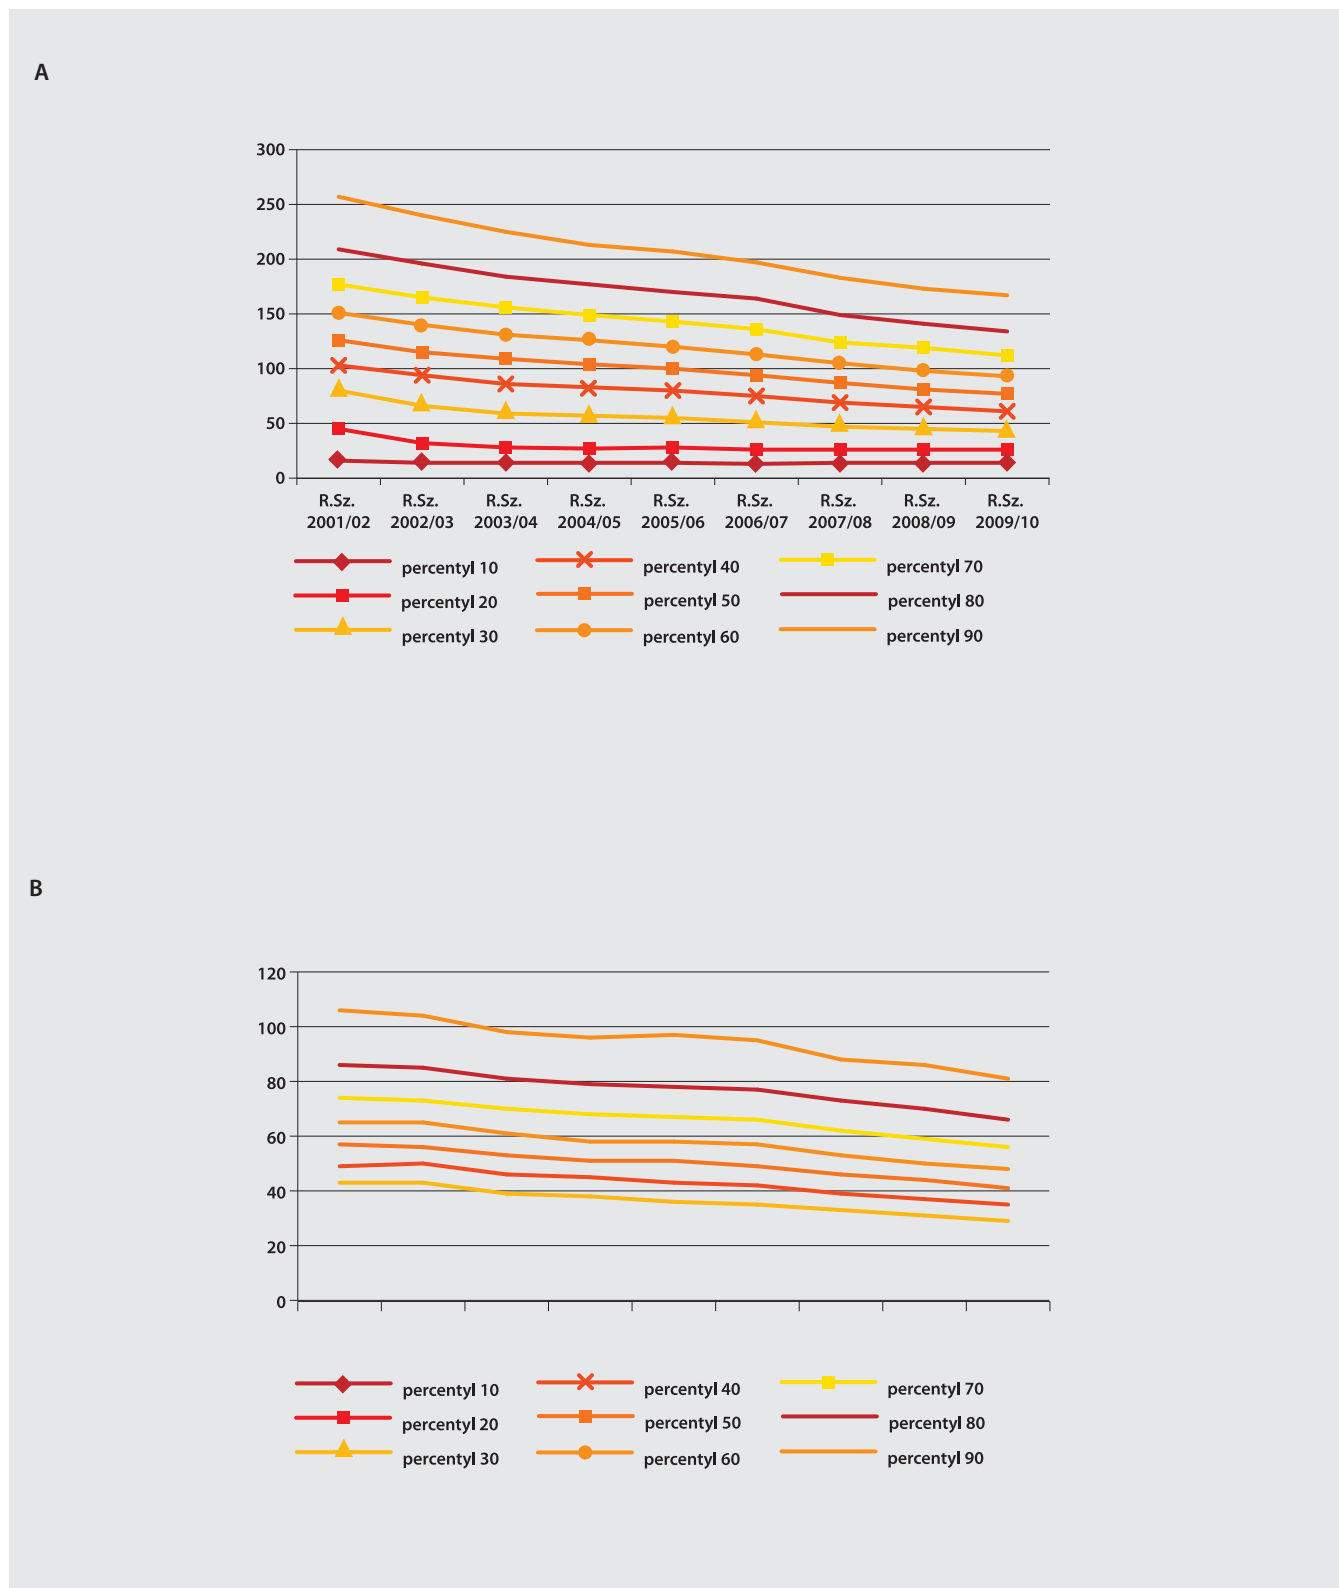 A
300
250
200
150
100
50
0
R.Sz. R.Sz. R.Sz. R.Sz. R.Sz. R.Sz. R.Sz. R.Sz. R.Sz.
2001/02 2002/03 2003/04 2004/05 2005/06 2006/07 2007/08 2008/09 2009/10
percentyl 10 percentyl 40 percentyl 70
percentyl 20 percentyl 50 percentyl 80
percentyl 30 percentyl 60 percentyl 90
B
120
100
80
60
40
20
0
percentyl 10 percentyl 40 percentyl 70
percentyl 20 percentyl 50 percentyl 80
percentyl 30 percentyl 60 percentyl 90